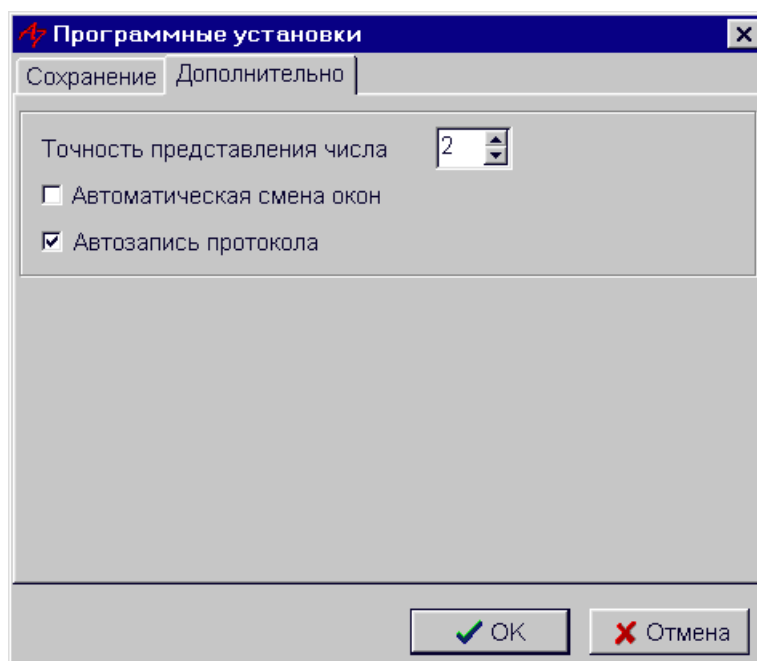 Программные установки
Сохранение Дополнительно
Точность представления числа 2
Автоматическая смена окон
Автозапись протокола
OK Отмена